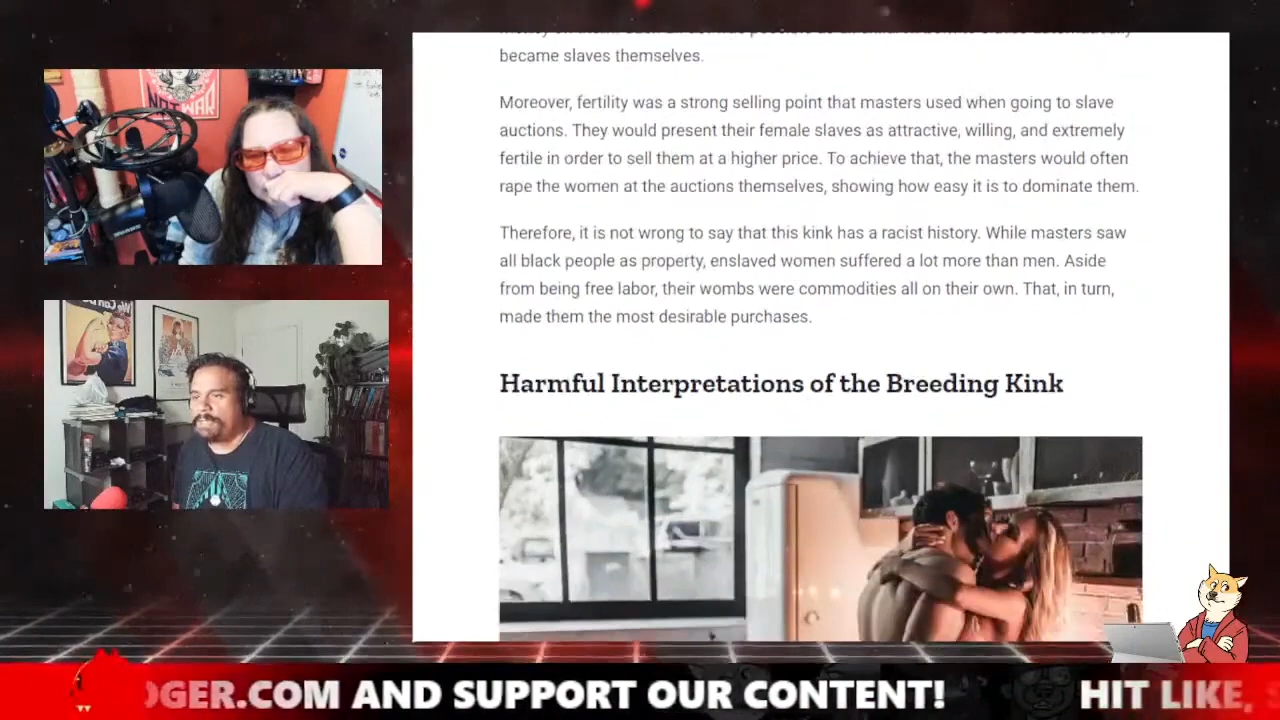 became slaves themselves.
Moreover, fertility was a strong selling point that masters used when going to slave
auctions. They would present their female slaves as attractive, willing, and extremely
fertile in order to sell them at a higher price. To achieve that, the masters would often
rape the women at the auctions themselves, showing how easy it is to dominate them.
Therefore, it is not wrong to say that this kink has a racist history. While masters saw
all black people as property, enslaved women suffered a lot more than men. Aside
from being free labor, their wombs were commodities all on their own. That, in turn,
made them the most desirable purchases.
Harmful Interpretations of the Breeding Kink
NOT WAR
OGER.COM AND SUPPORT OUR CONTENT!
HIT LIKE,